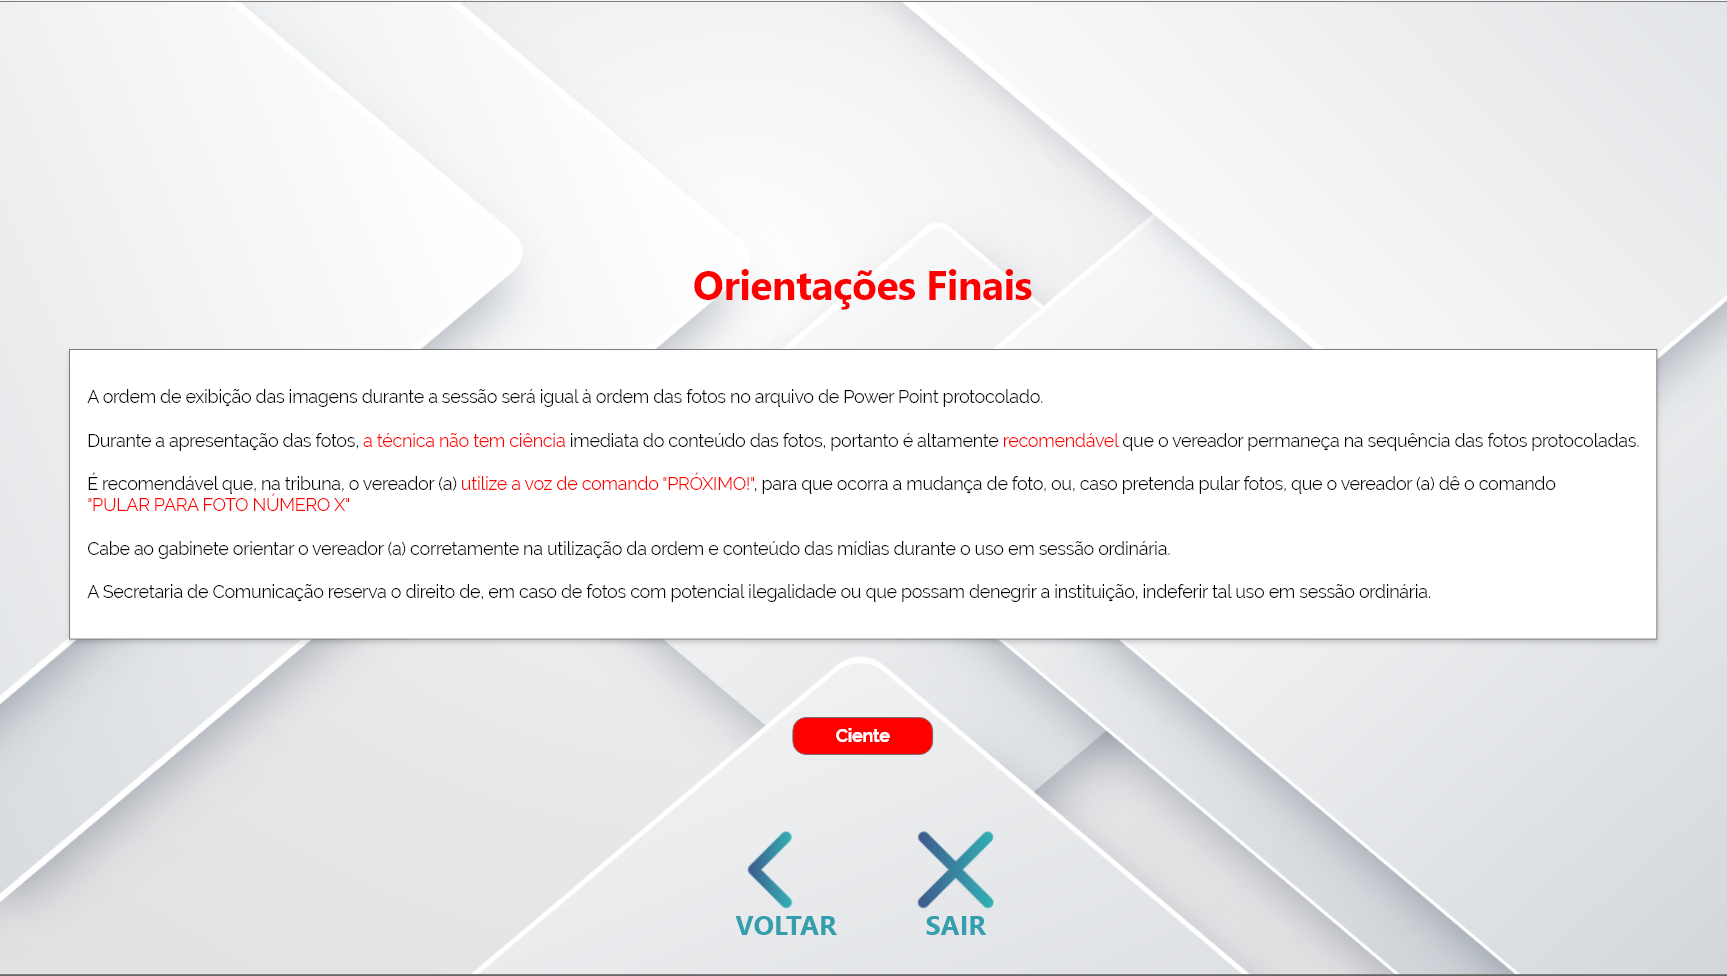 Orientações Finais
A ordem de exibição das imagens durante a sessão será igual à ordem das fotos no arquivo de Power Point protocolado.
Durante a apresentação das fotos, a técnica não tem ciência imediata do conteúdo das fotos, portanto é altamente recomendável que o vereador permaneça na sequência das fotos protocoladas.
É recomendável que, na tribuna, o vereador (a) utilize a voz de comando "PRÓXIMO!", para que ocorra a mudança de foto, ou, caso pretenda pular fotos, que o vereador (a) dê o comando
"PULAR PARA FOTO NÚMERO X"
Cabe ao gabinete orientar o vereador (a) corretamente na utilização da ordem e conteúdo das mídias durante o uso em sessão ordinária.
A Secretaria de Comunicação reserva o direito de, em caso de fotos com potencial ilegalidade ou que possam denegrir a instituição, indeferir tal uso em sessão ordinária.
Ciente
VOLTAR
SAIR